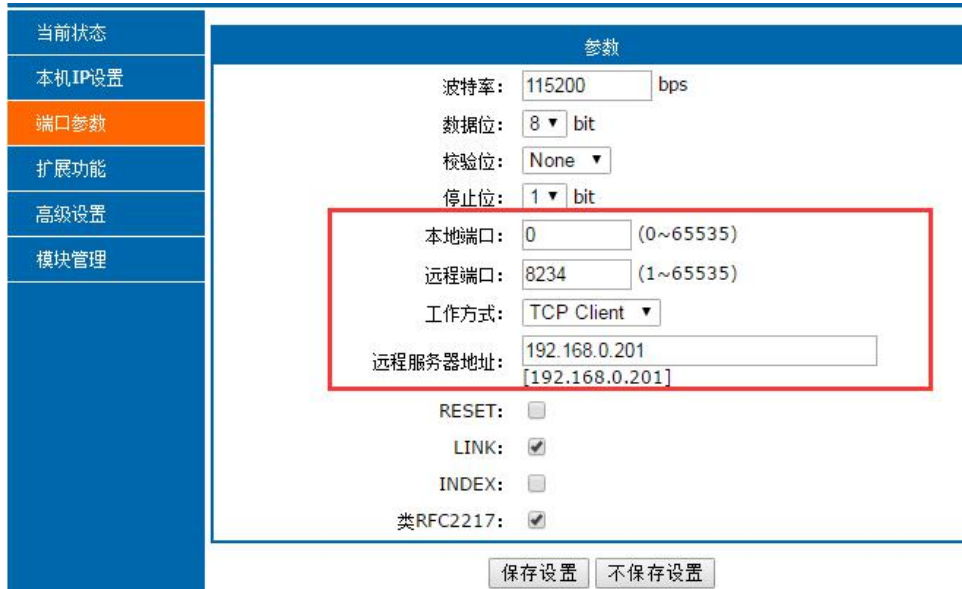 当前状态
本机IP设置
端口参数
扩展功能
高级设置
模块管理
参数
波特率: 115200 bps
数据位: 8 bit
校验位: None
停止位: 1 bit
本地端口: 0 (0~65535)
远程端口: 8234 (1~65535)
工作方式: TCP Client
远程服务器地址: 192.168.0.201
[192.168.0.201]
RESET:
LINK:
INDEX:
类RFC2217:
保存设置 不保存设置